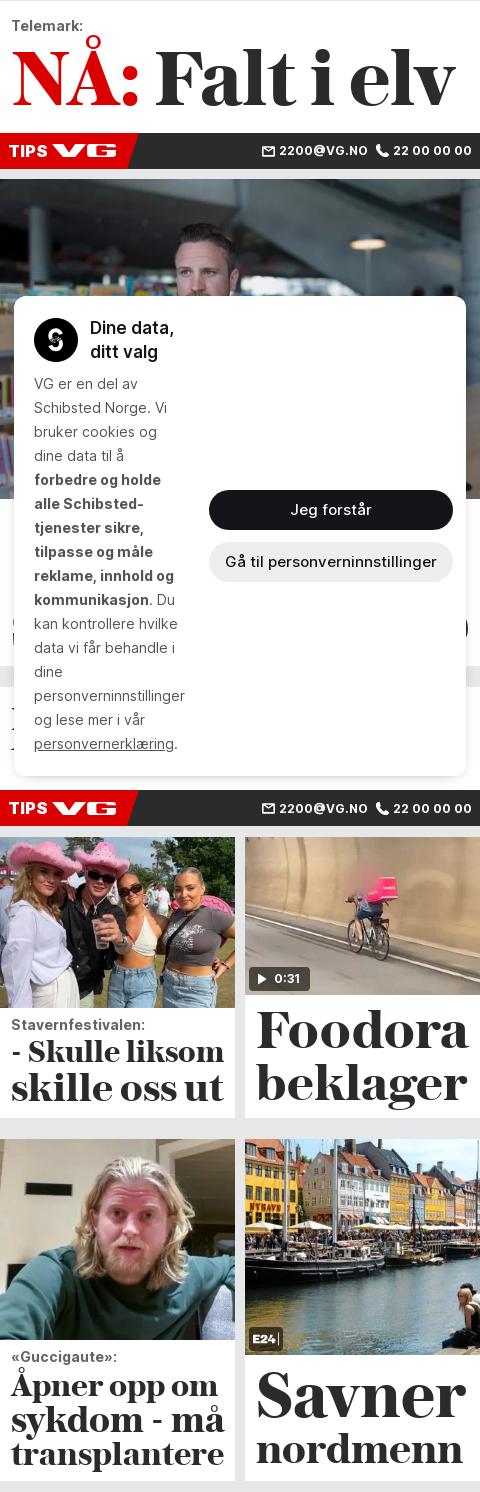 Telemark:
NÅ: Falt i elv
TIPS VG 2200@VG.NO 22 00 00 00
Dine data,
ditt valg
VG er en del av
Schibsted Norge. Vi
bruker cookies og
dine data til å
forbedre og holde
alle Schibsted-
tjenester sikre,
tilpasse og måle
reklame, innhold og
kommunikasjon. Du
kan kontrollere hvilke
data vi får behandle i
dine
personverninnstillinger
og lese mer i vår
personvernerklæring.
Jeg forstår
Gå til personverninnstillinger
TIPS VG 2200@VG.NO 22 00 00 00
Stavernfestivalen:
- Skulle liksom
skille oss ut
0:31
Foodora
beklager
«Guccigaute»:
Åpner opp om
sykdom - må
transplantere
NYHAVN
E24
Savner
nordmenn